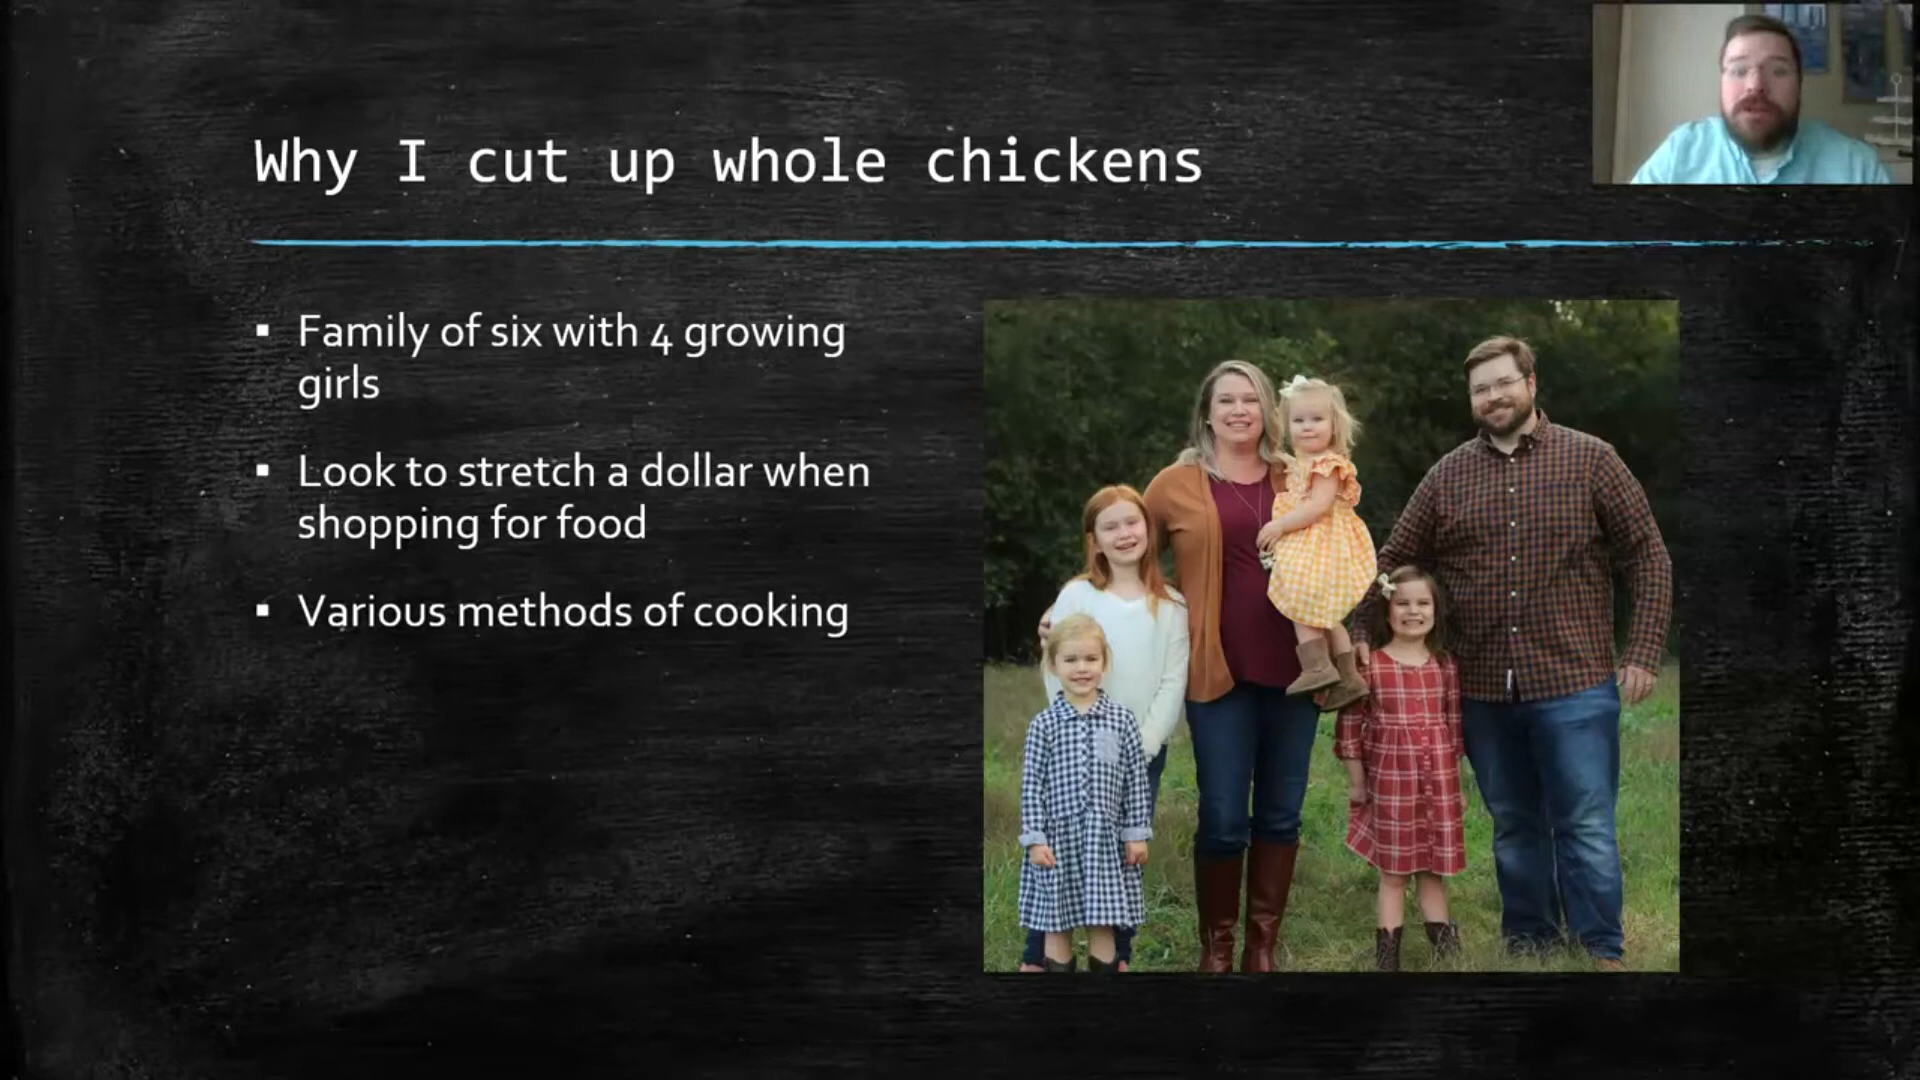 Why I cut up whole chickens
▪ Family of six with 4 growing
girls
▪ Look to stretch a dollar when
shopping for food
▪ Various methods of cooking